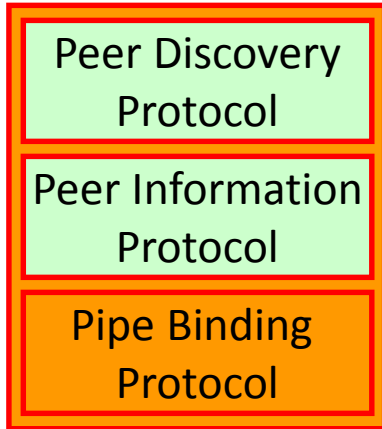 Peer Discovery
Protocol
Peer Information
Protocol
Pipe Binding
Protocol